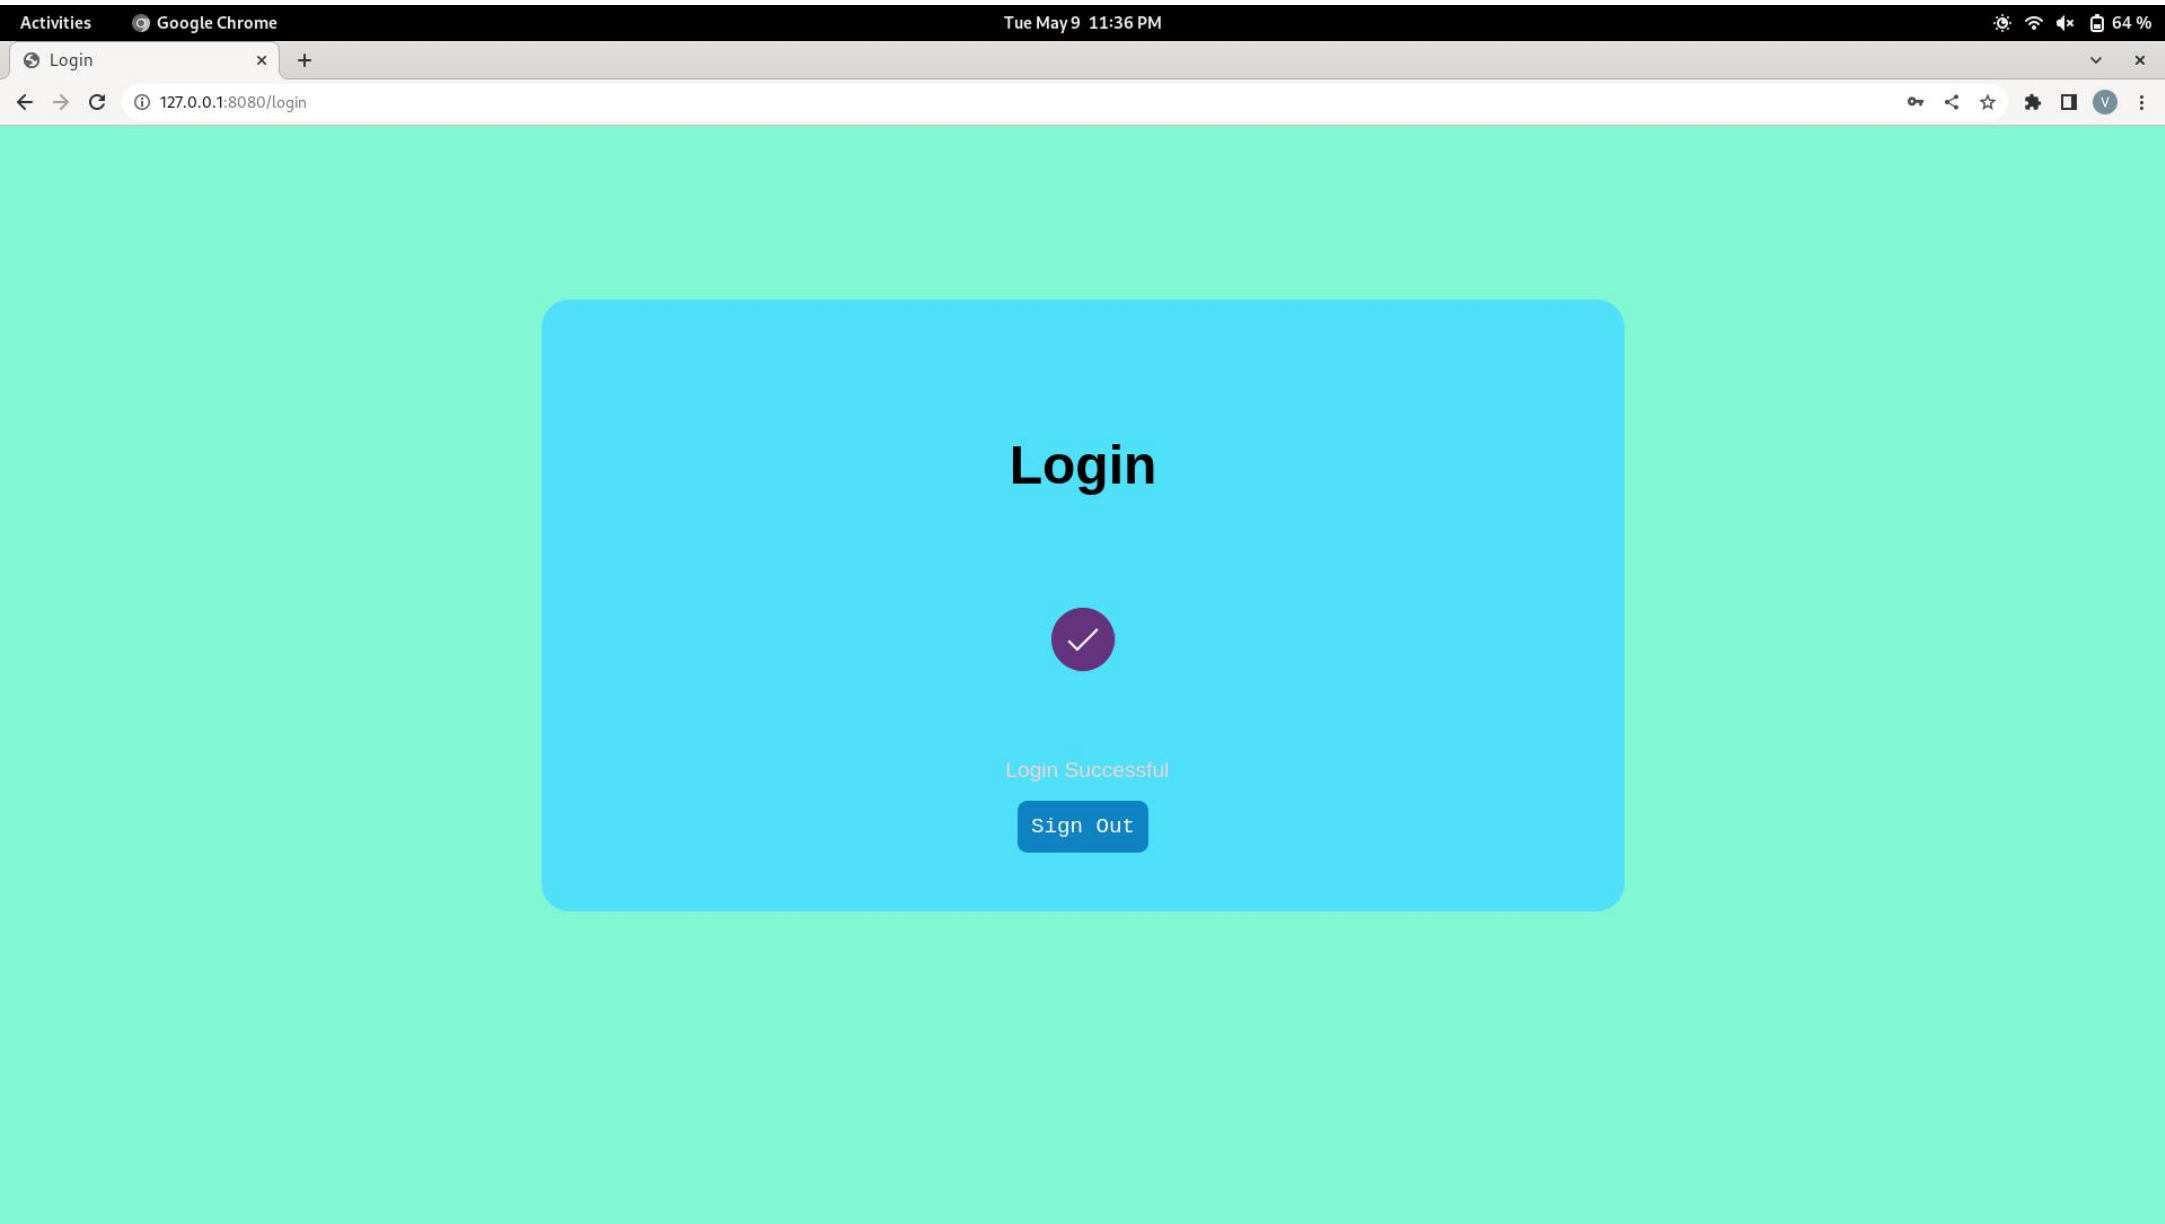 Activities Google Chrome Tue May 9 11:36 PM 64 %
Login
127.0.0.1:8080/login V
Login
Login Successful
Sign Out